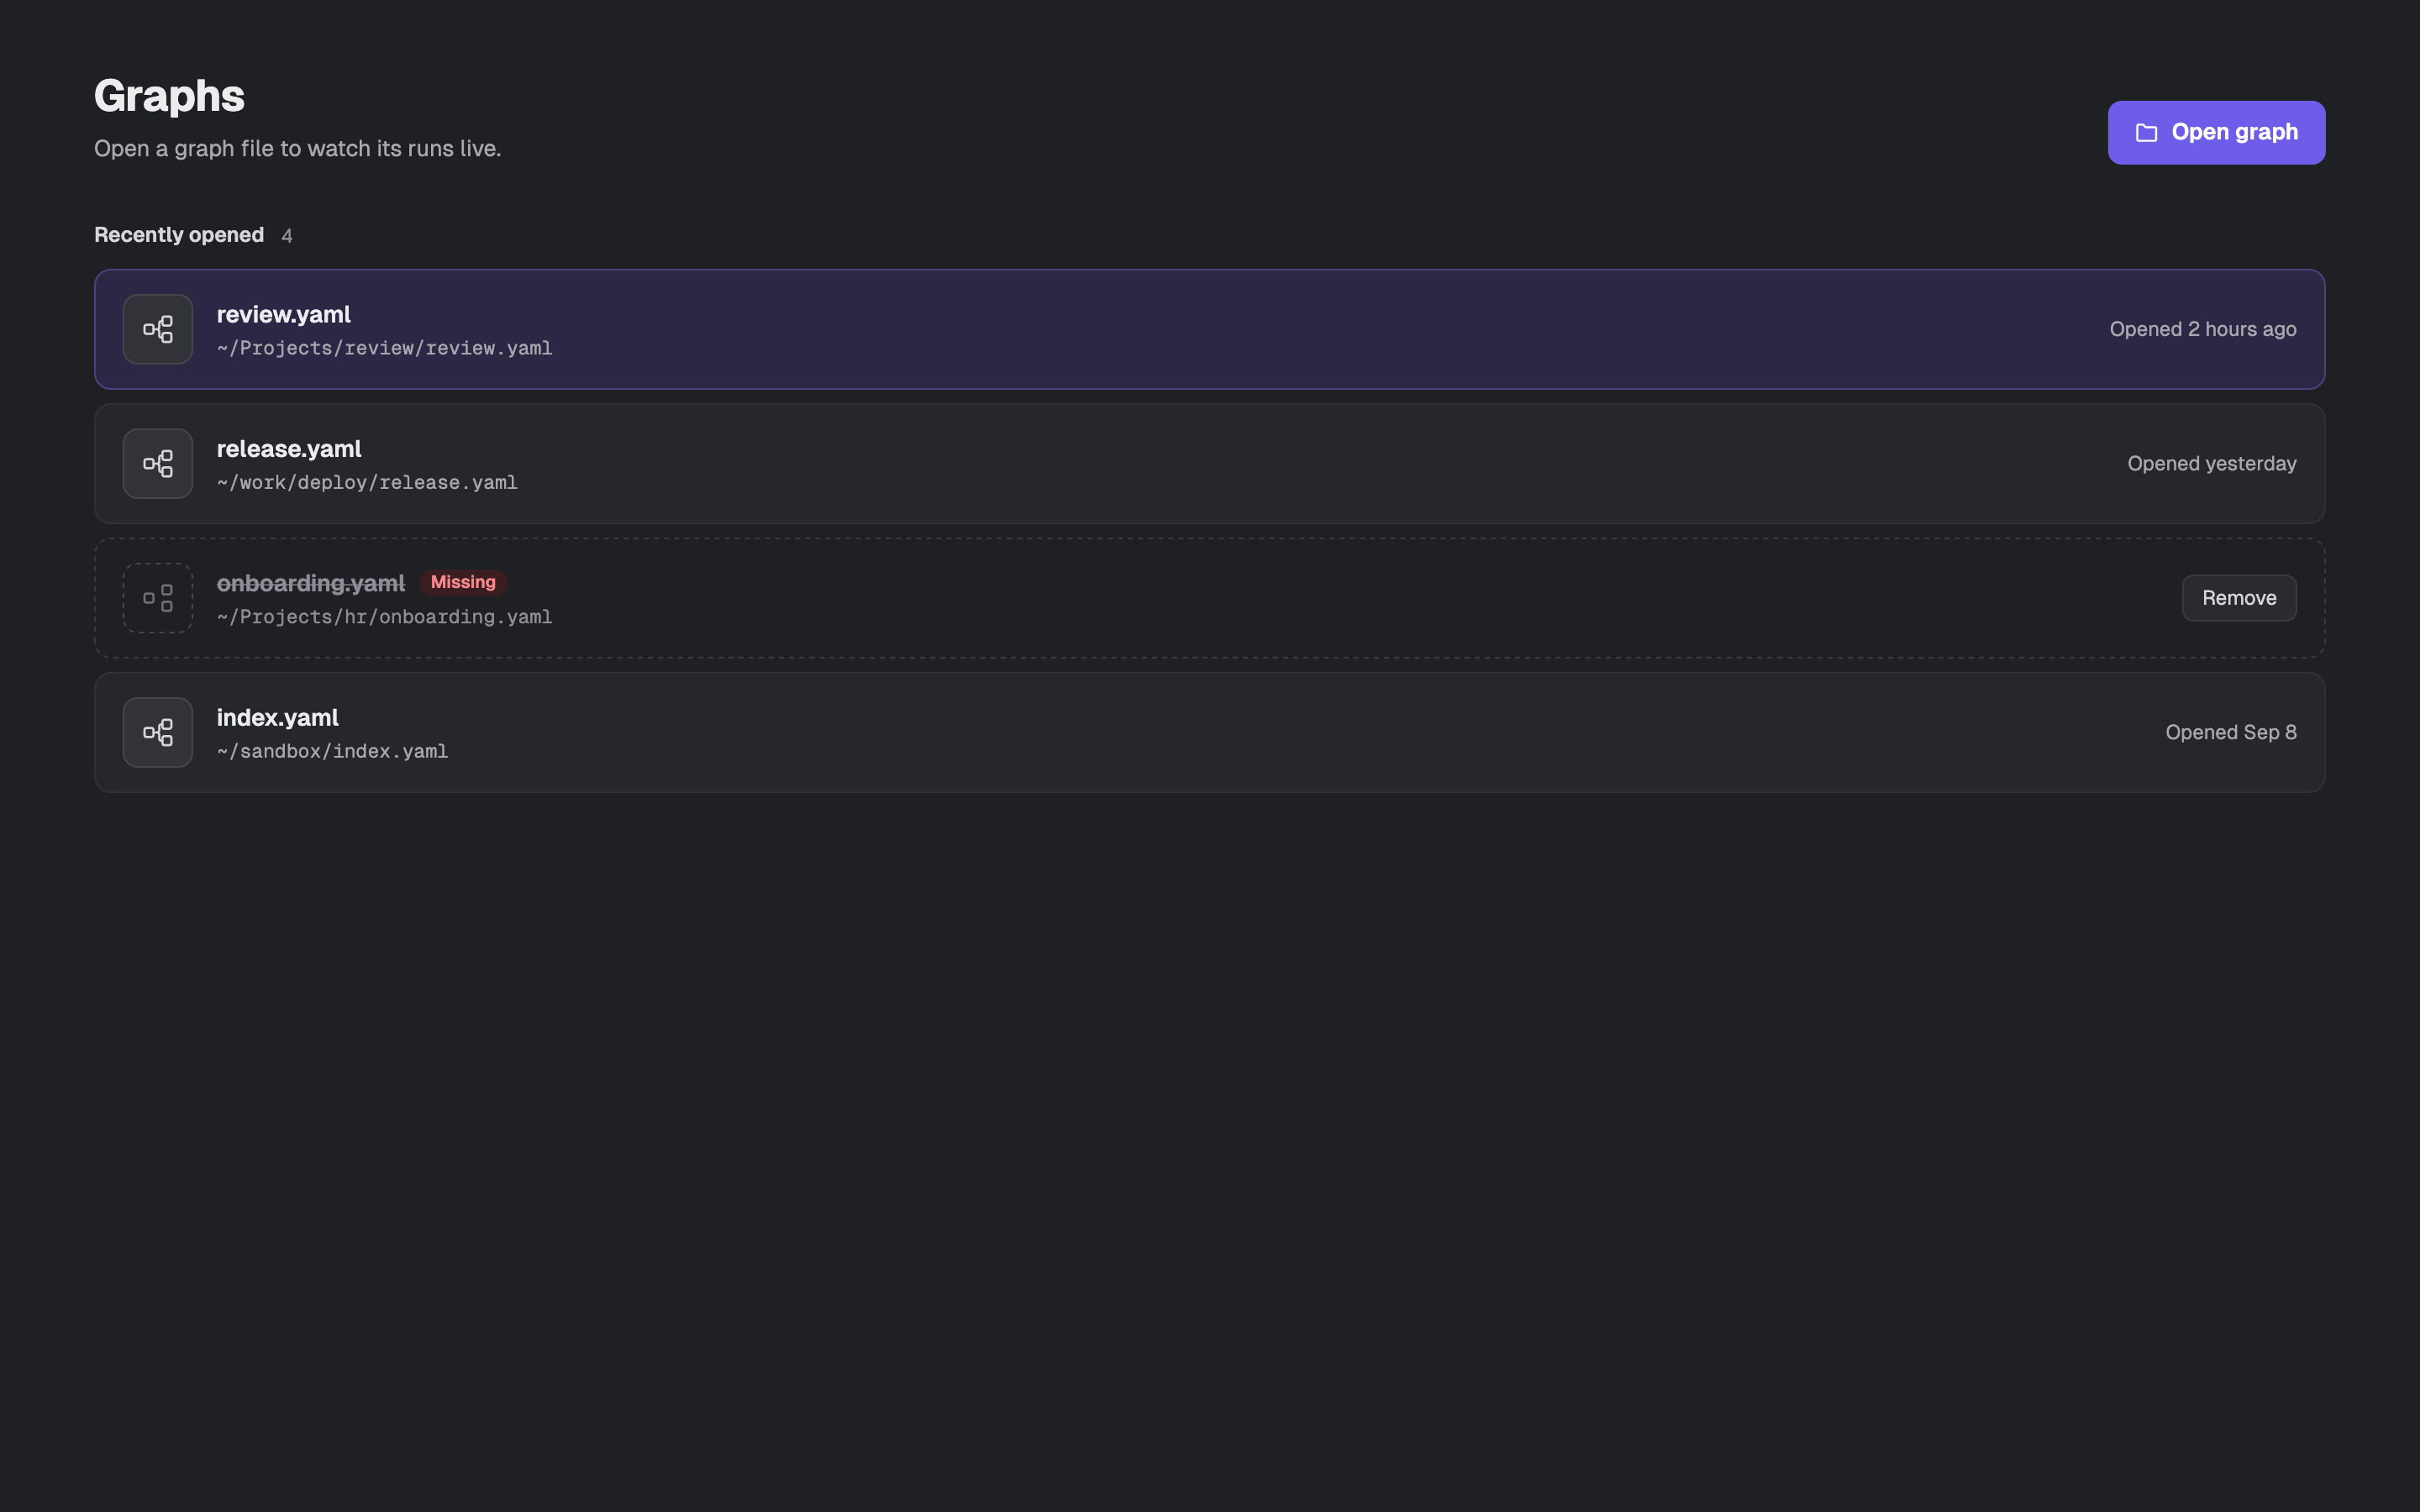 Graphs
Open a graph file to watch its runs live.
Open graph
Recently opened 4
review.yaml
~/Projects/review/review.yaml
Opened 2 hours ago
release.yaml
~/work/deploy/release.yaml
Opened yesterday
onboarding.yaml Missing
~/Projects/hr/onboarding.yaml
Remove
index.yaml
~/sandbox/index.yaml
Opened Sep 8